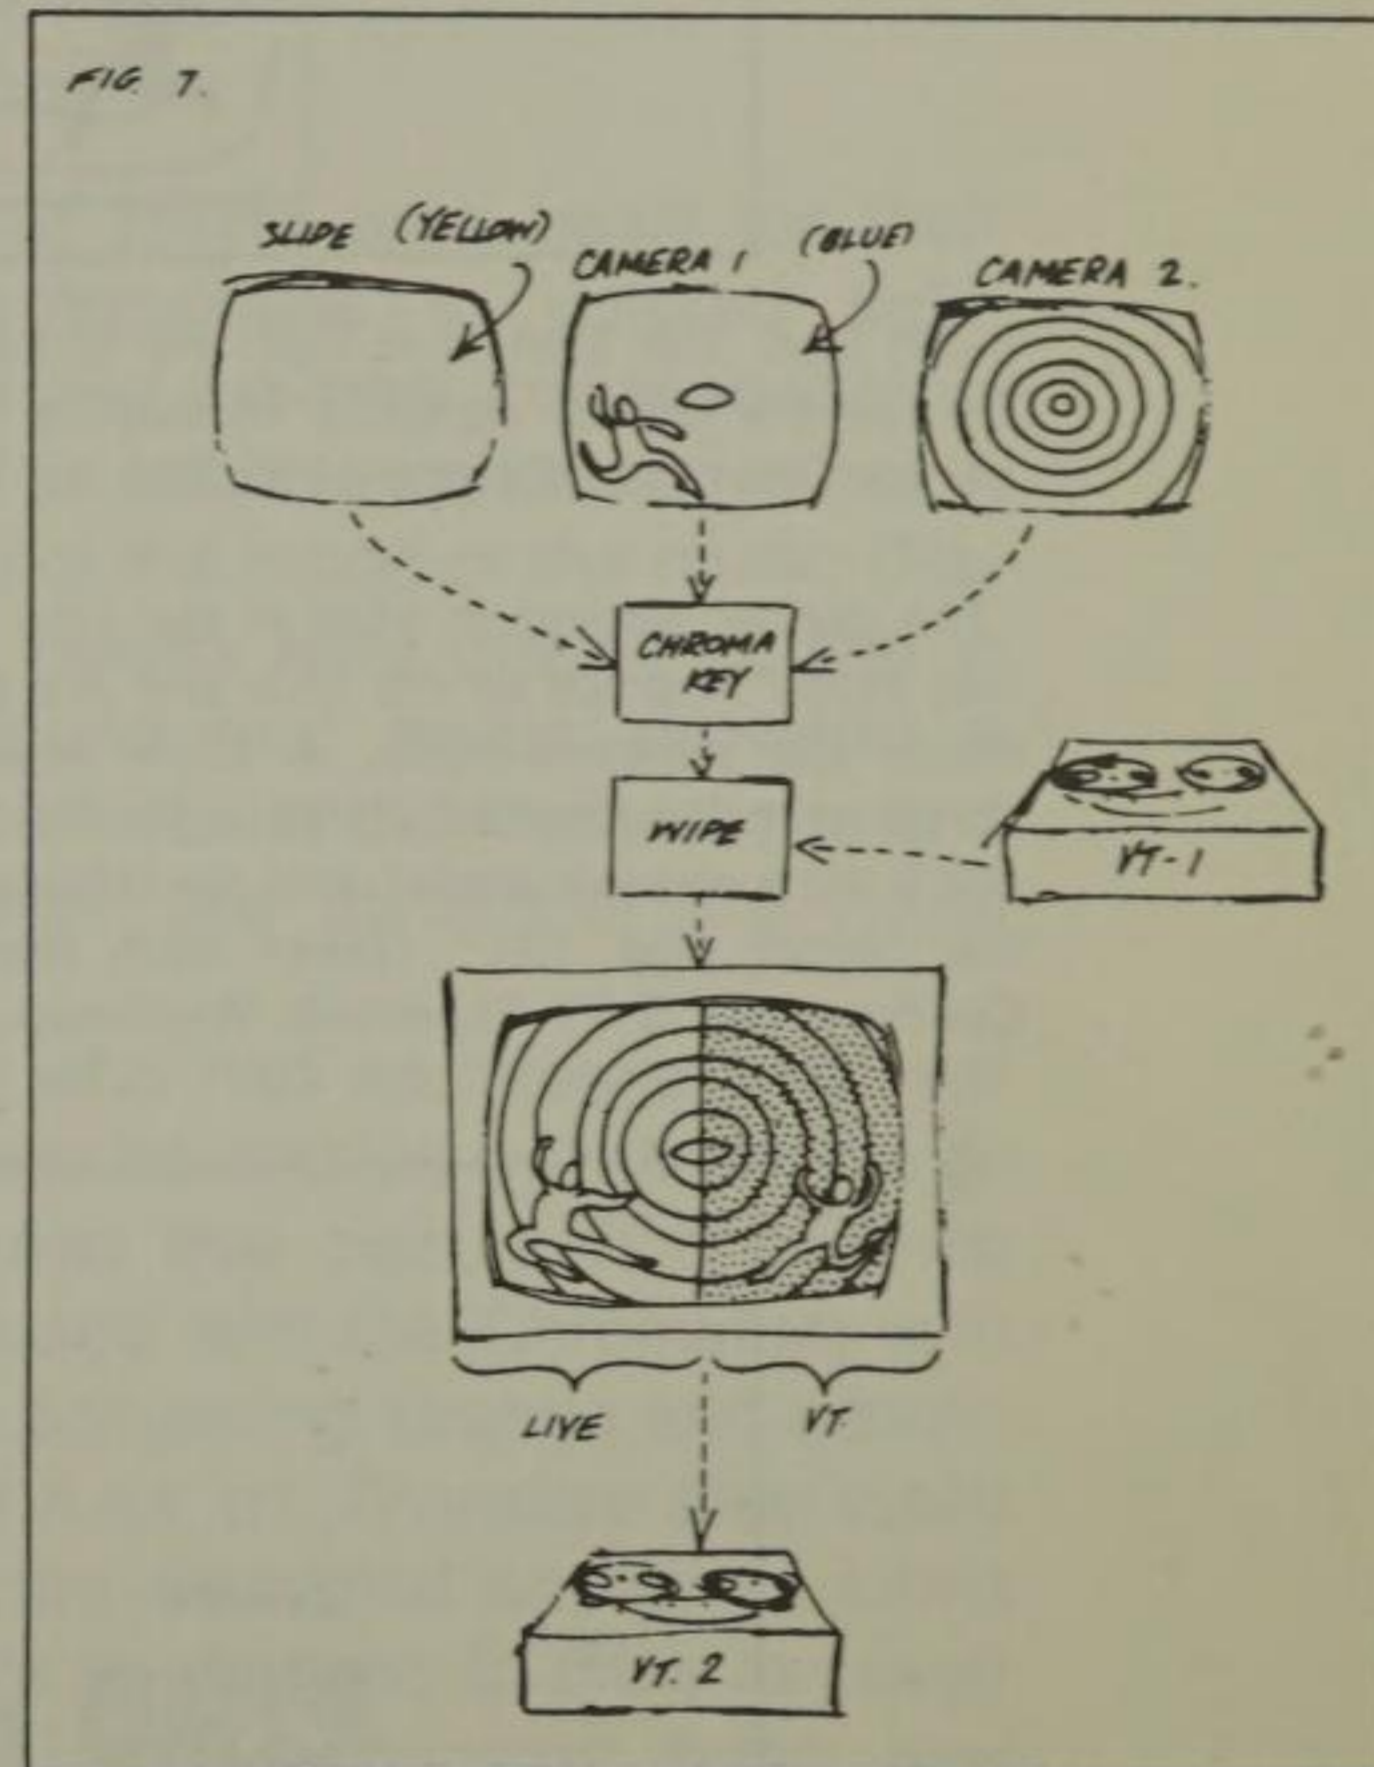 FIG. 7.
SLIDE (YELLOW)
CAMERA 1 (BLUE)
CAMERA 2.
CHROMA
KEY
WIPE
VT-1
LIVE
VT.
VT. 2